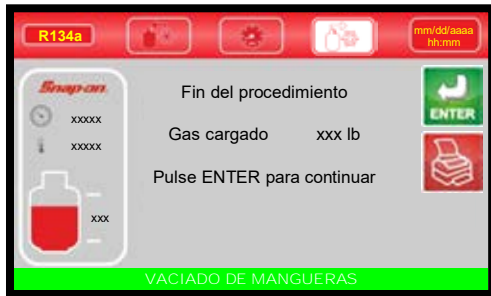 R134a
mm/dd/aaaa
hh:mm
Snap-on
xxxxx
xxxxx
xxx
Fin del procedimiento
Gas cargado xxx lb
Pulse ENTER para continuar
ENTER
VACIADO DE MANGUERAS